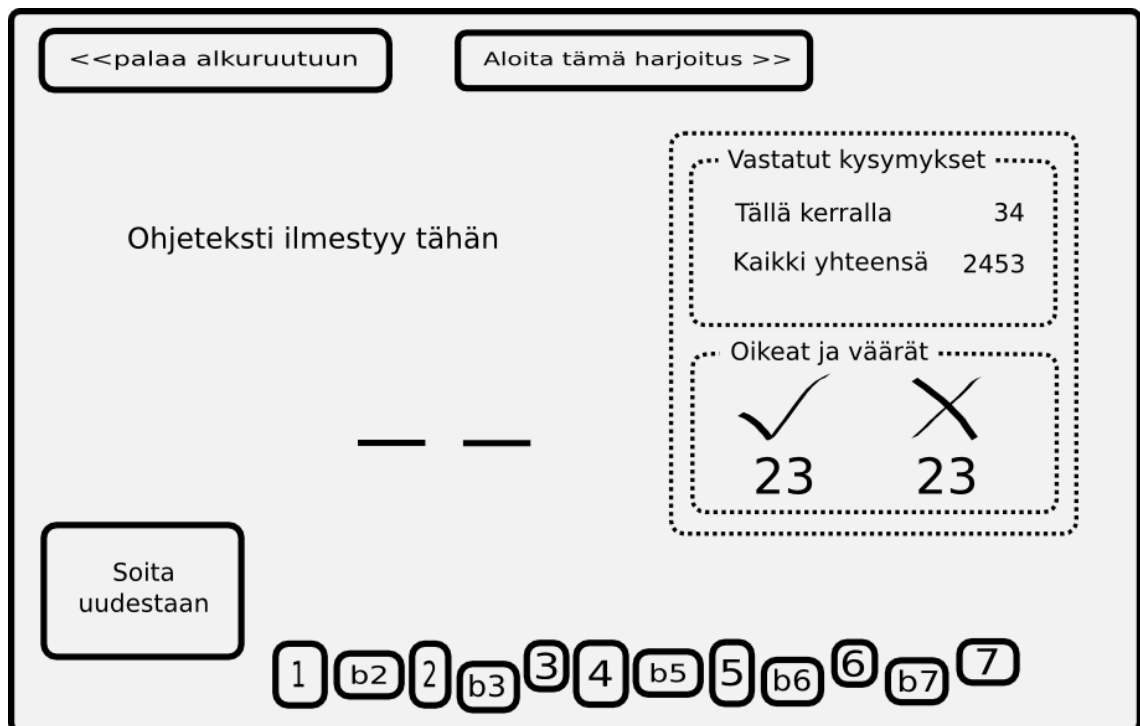 <<palaa alkuruutuun
Aloita tämä harjoitus >>
Ohjeteksti ilmestyy tähän
Vastatut kysymykset
Tällä kerralla 34
Kaikki yhteensä 2453
Oikeat ja väärät
23 23
Soita
uudestaan
1 b2 2 b3 3 4 b5 5 b6 6 b7 7